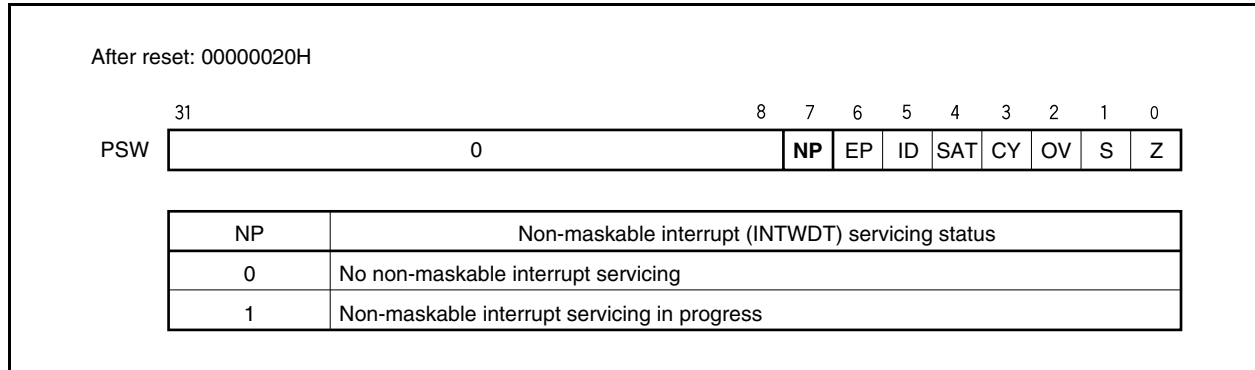 After reset: 00000020H
31 8 7 6 5 4 3 2 1 0
PSW 0 NP EP ID SAT CY OV S Z
NP Non-maskable interrupt (INTWDT) servicing status
0 No non-maskable interrupt servicing
1 Non-maskable interrupt servicing in progress